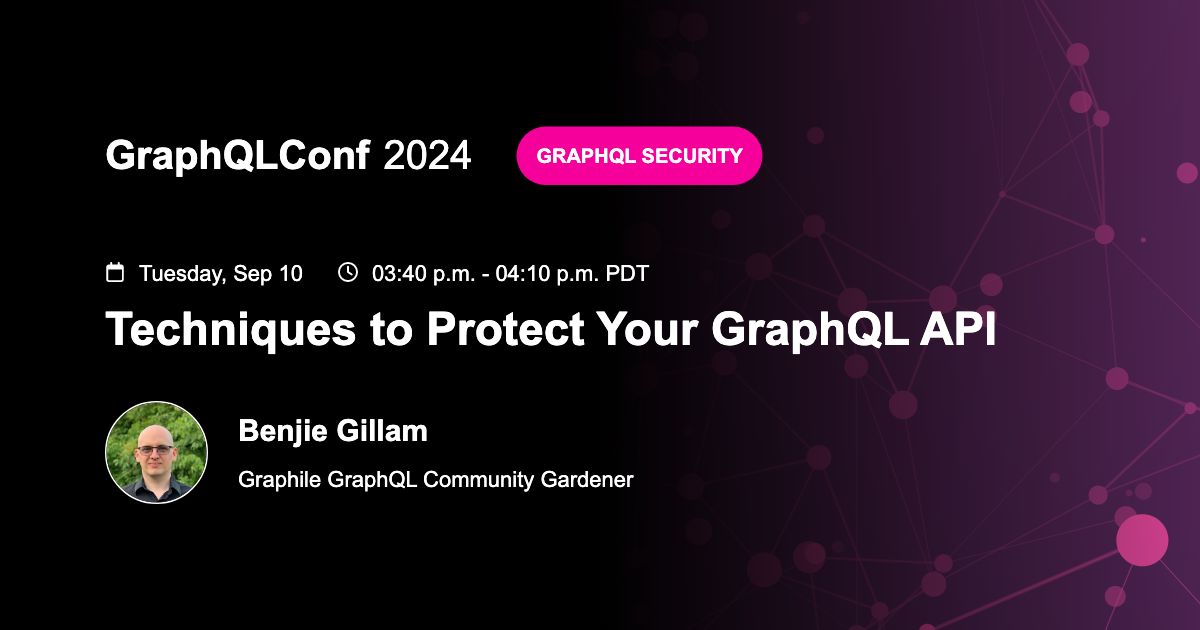 GraphQLConf 2024
GRAPHQL SECURITY
Tuesday, Sep 10 03:40 p.m. - 04:10 p.m. PDT
Techniques to Protect Your GraphQL API
Benjie Gillam
Graphile GraphQL Community Gardener